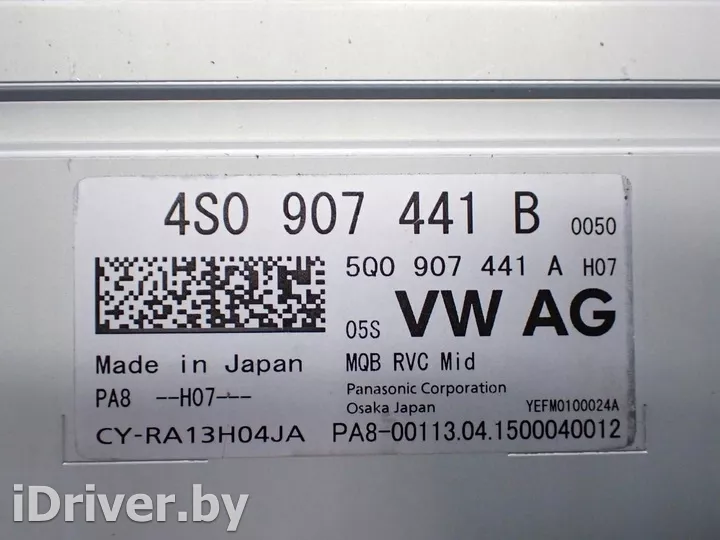 4S0 907 441 B 0050
5Q0 907 441 A H07
05S VW AG
Made in Japan MQB RVC Mid
PA8 --H07---
Panasonic Corporation
Osaka Japan YEFM0100024A
CY-RA13H04JA PA8-00113.04.1500040012
iDriver.by